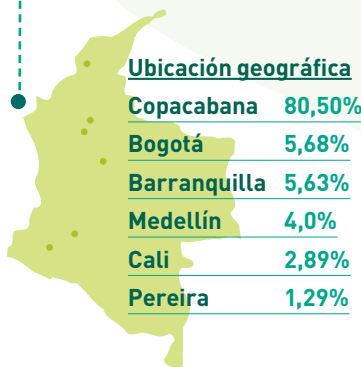 Ubicación geográfica
Copacabana 80,50%
Bogotá 5,68%
Barranquilla 5,63%
Medellín 4,0%
Cali 2,89%
Pereira 1,29%